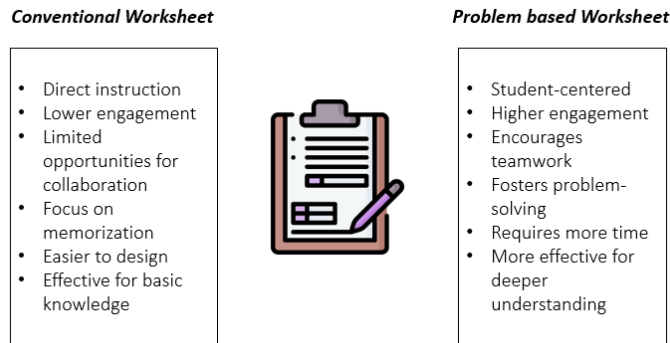 Conventional Worksheet
• Direct instruction
• Lower engagement
• Limited
opportunities for
collaboration
• Focus on
memorization
• Easier to design
• Effective for basic
knowledge
Problem based Worksheet
• Student-centered
• Higher engagement
• Encourages
teamwork
• Fosters problem-
solving
• Requires more time
• More effective for
deeper
understanding